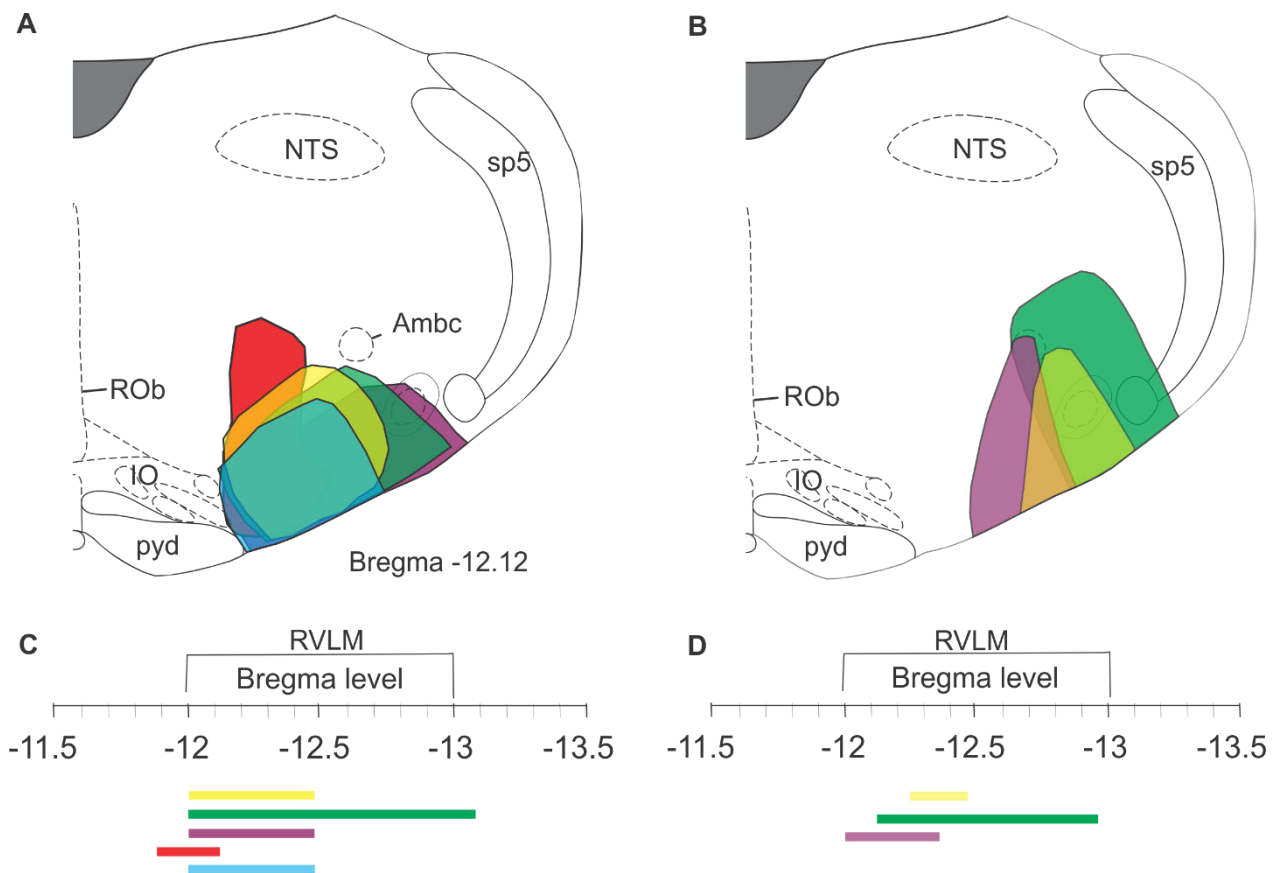 A
NTS
sp5
Ambc
ROb
IO
pyd
Bregma -12.12
B
NTS
sp5
ROb
IO
pyd
C
RVLM
Bregma level
-11.5 -12 -12.5 -13 -13.5
D
RVLM
Bregma level
-11.5 -12 -12.5 -13 -13.5